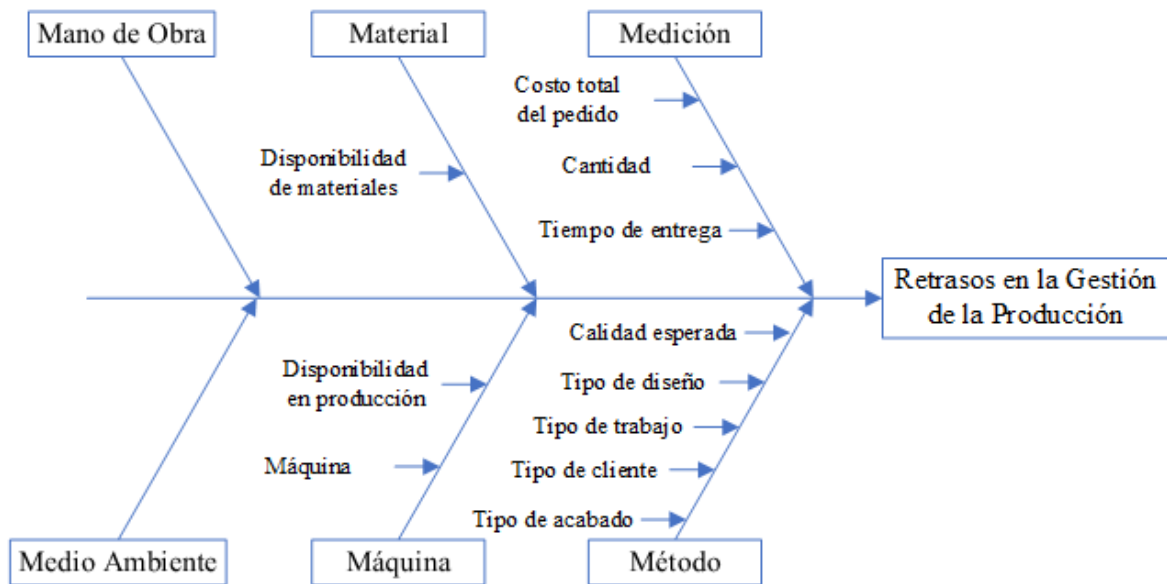 Mano de Obra
Material
Medición
Costo total
del pedido
Disponibilidad
de materiales
Cantidad
Tiempo de entrega
Retrasos en la Gestión
de la Producción
Calidad esperada
Disponibilidad
en producción
Tipo de diseño
Tipo de trabajo
Máquina
Tipo de cliente
Tipo de acabado
Medio Ambiente
Máquina
Método